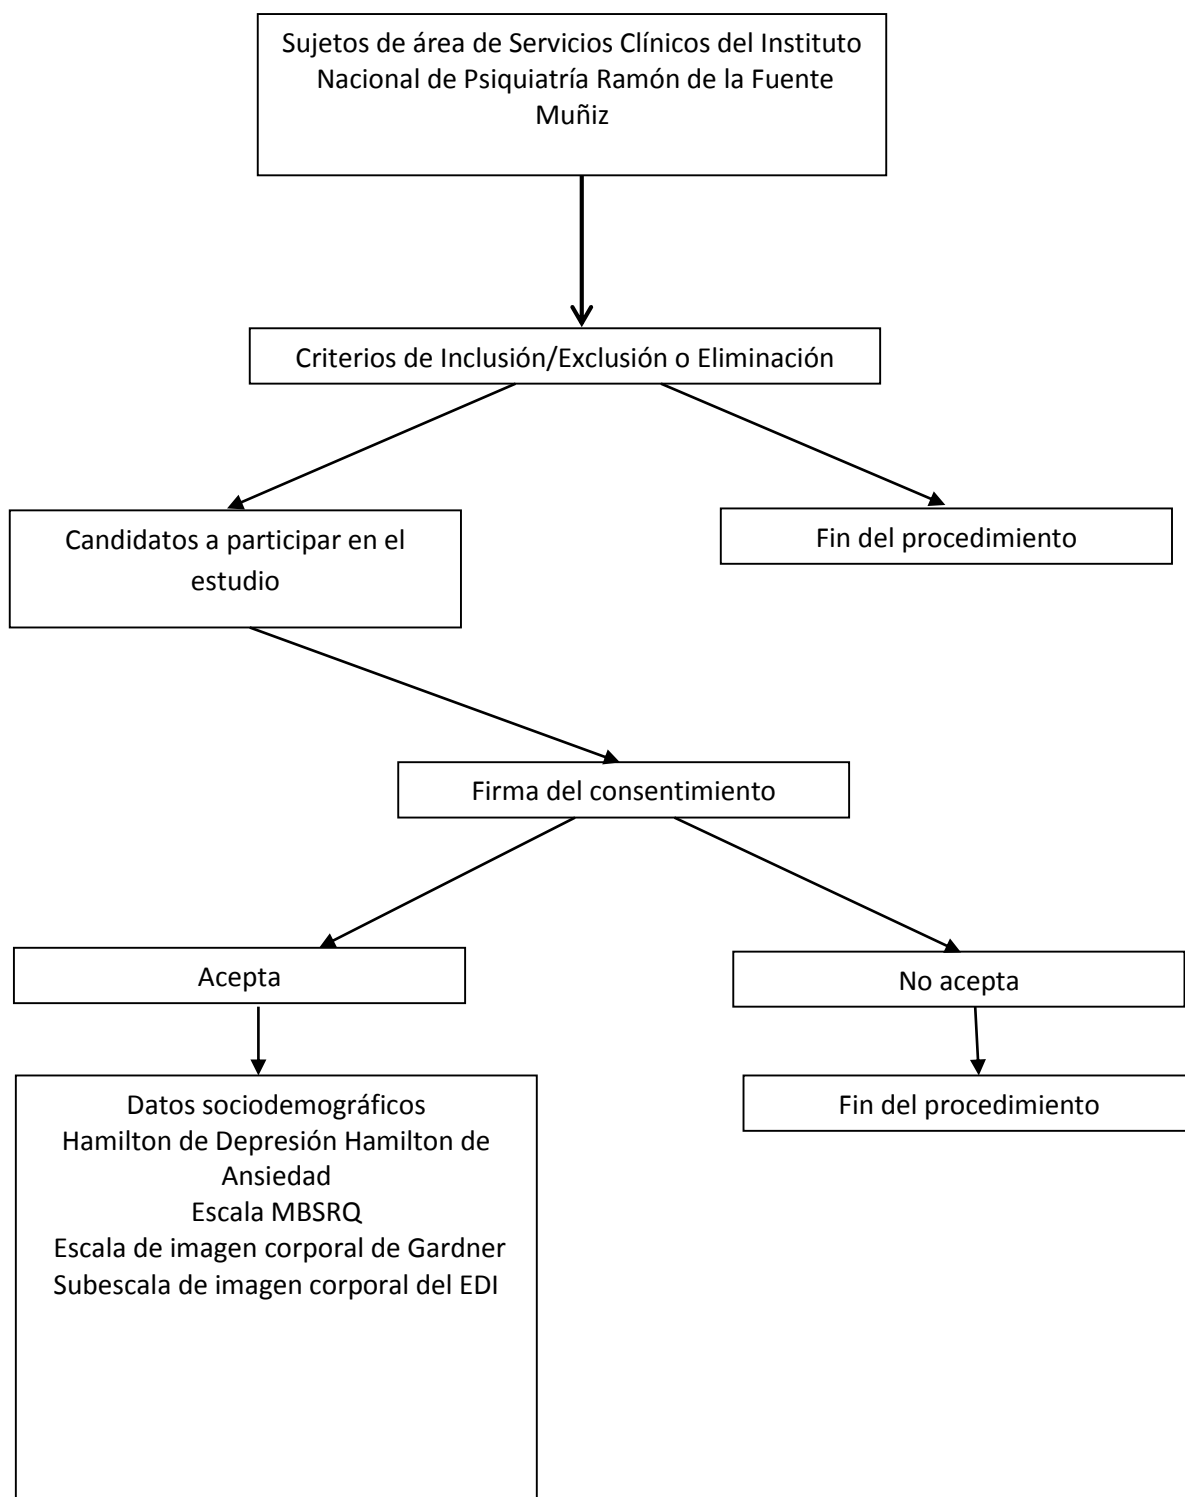 Sujetos de área de Servicios Clínicos del Instituto
Nacional de Psiquiatría Ramón de la Fuente
Muñiz
Criterios de Inclusión/Exclusión o Eliminación
Candidatos a participar en el
estudio
Fin del procedimiento
Firma del consentimiento
Acepta
No acepta
Datos sociodemográficos
Hamilton de Depresión Hamilton de
Ansiedad
Escala MBSRQ
Escala de imagen corporal de Gardner
Subescala de imagen corporal del EDI
Fin del procedimiento